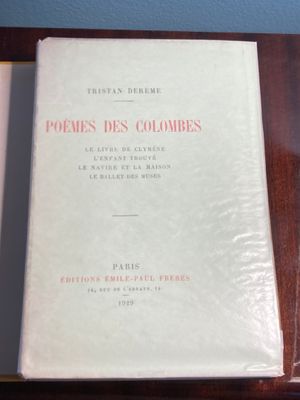 TRISTAN DERÈME
POÈMES DES COLOMBES
LE LIVRE DE CLYMÈNE
L'ENFANT TROUVÉ
LE NAVIRE ET LA MAISON
LE BALLET DES MUSES
PARIS
ÉDITIONS ÉMILE-PAUL FRÈRES
14, RUE DE L'ABBAYE, 14
1929